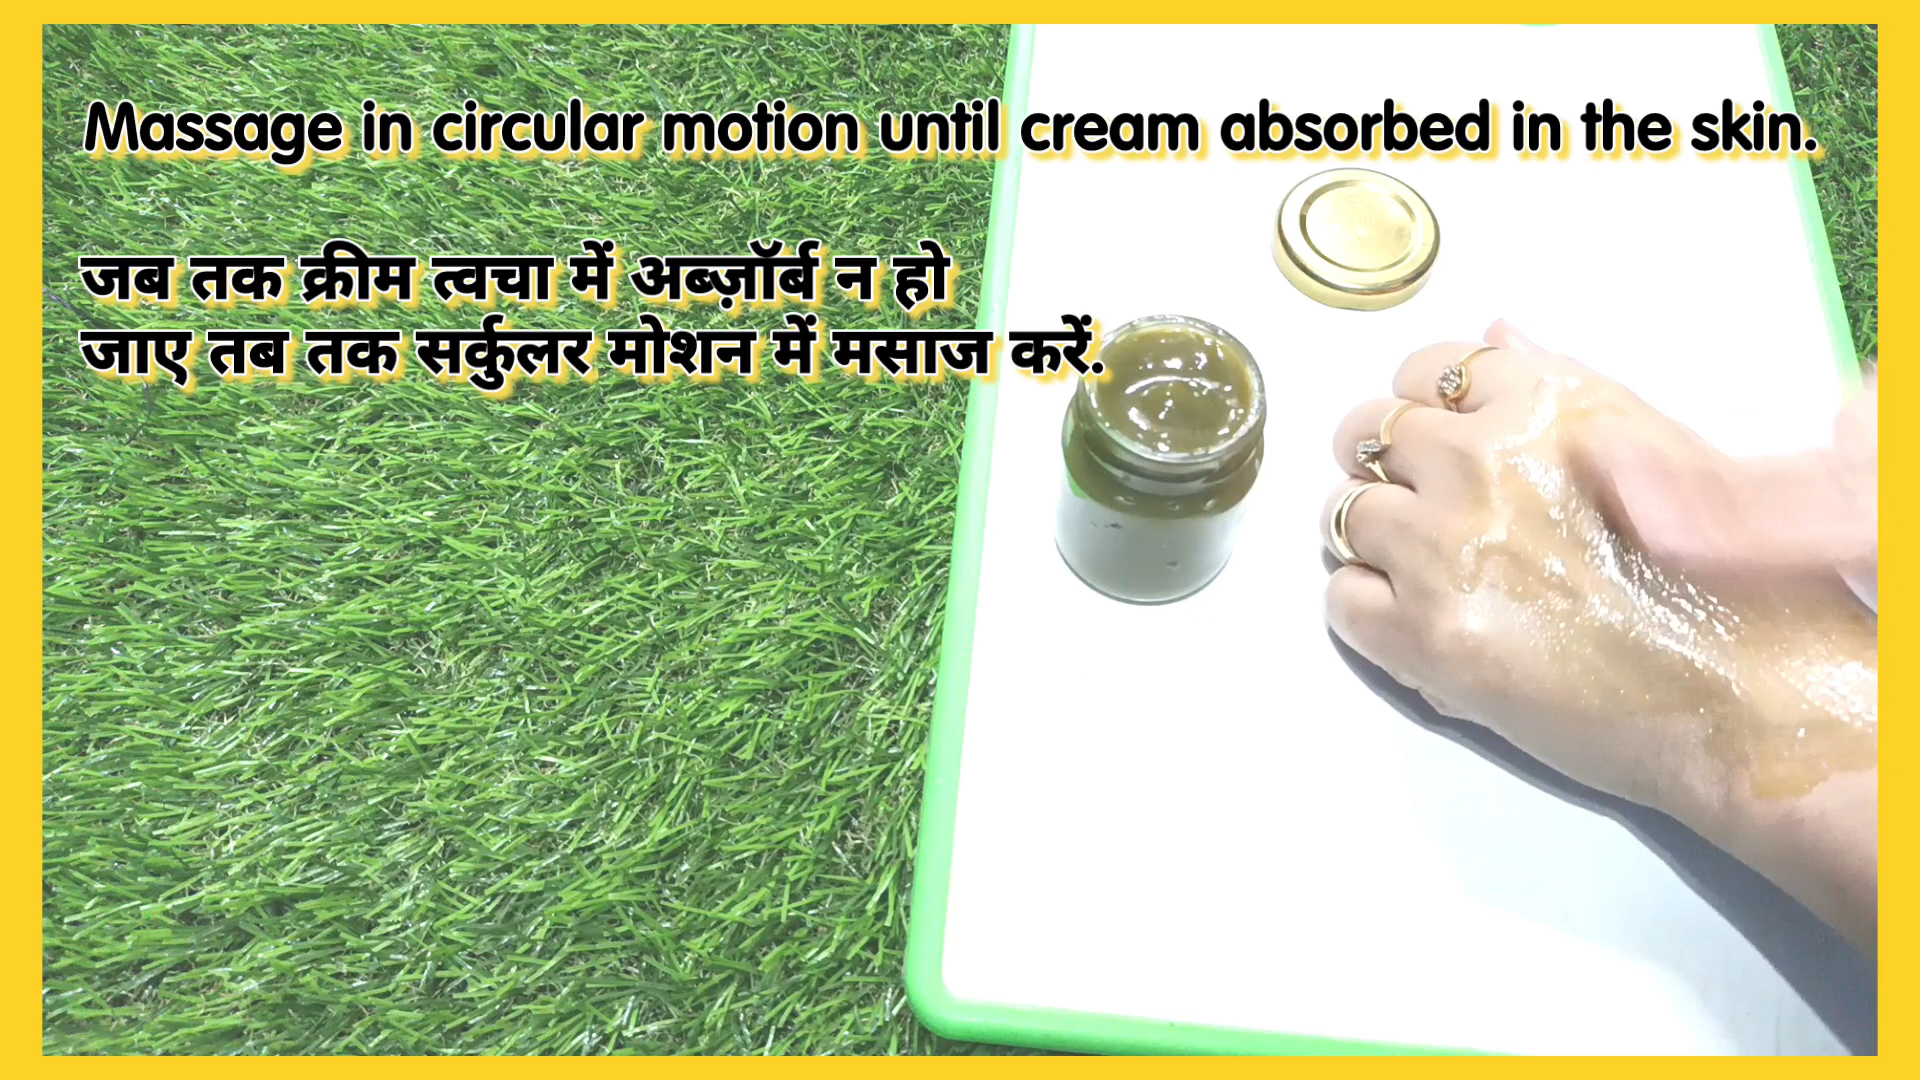 Massage in circular motion until cream absorbed in the skin.
जब तक क्रीम त्वचा में अब्ज़ॉर्ब न हो
जाए तब तक सर्कुलर मोशन में मसाज करें.